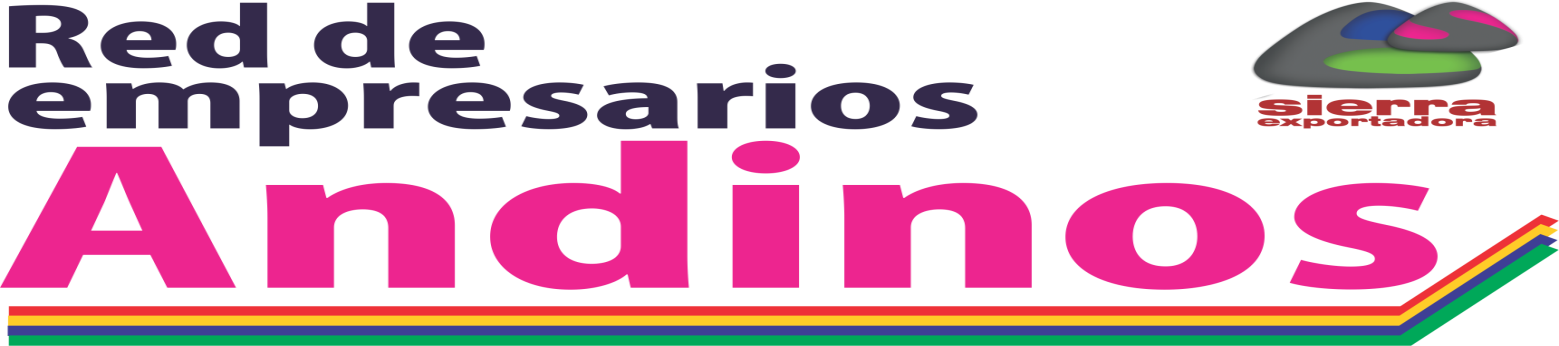 Red de
empresarios
Andinos
sierra
exportadora